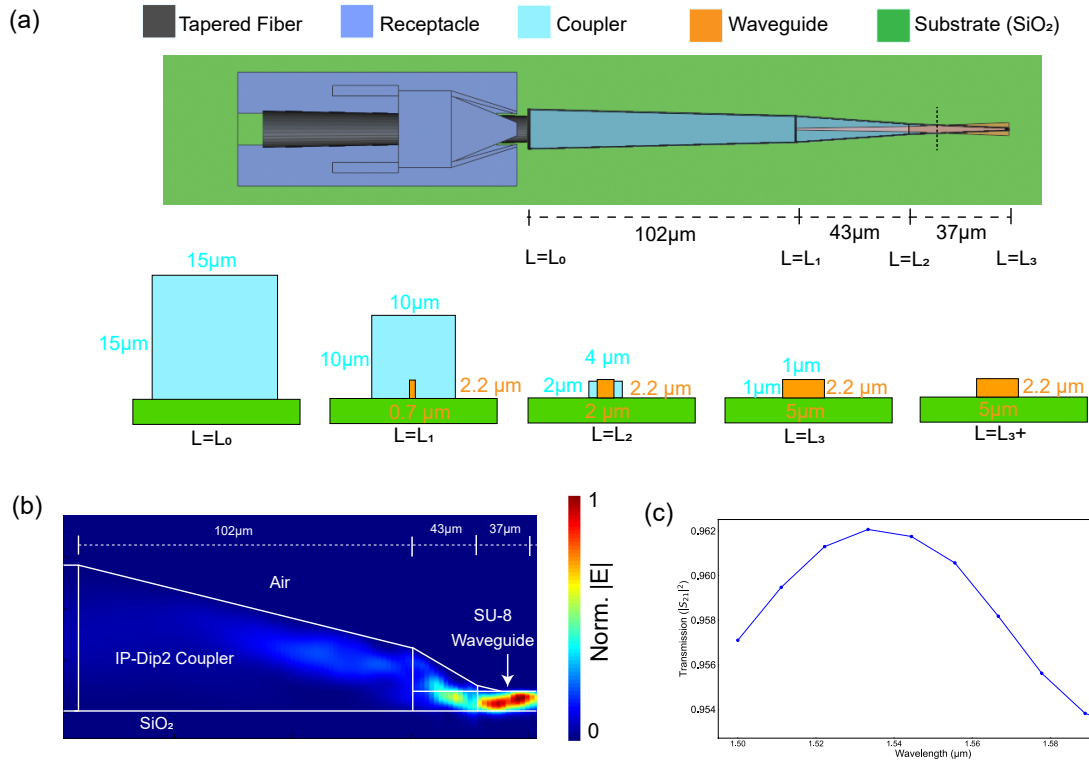 (a)
Tapered Fiber
Receptacle
Coupler
Waveguide
Substrate (SiO₂)
102μm
43μm
37μm
L=L₀
L=L₁
L=L₂
L=L₃
15μm
15μm
L=L₀
10μm
10μm
2.2 μm
0.7 μm
L=L₁
4 μm
2μm
2.2 μm
2 μm
L=L₂
1μm
1μm
2.2μm
5μm
L=L₃
2.2 μm
5μm
L=L₃+
(b)
102μm
43μm
37μm
Air
SU-8
Waveguide
IP-Dip2 Coupler
SiO₂
1
Norm. |E|
0
(c)
Transmission (|S₂₁|²)
0.962
0.960
0.958
0.956
0.954
1.50
1.52
1.54
1.56
1.58
Wavelength (μm)